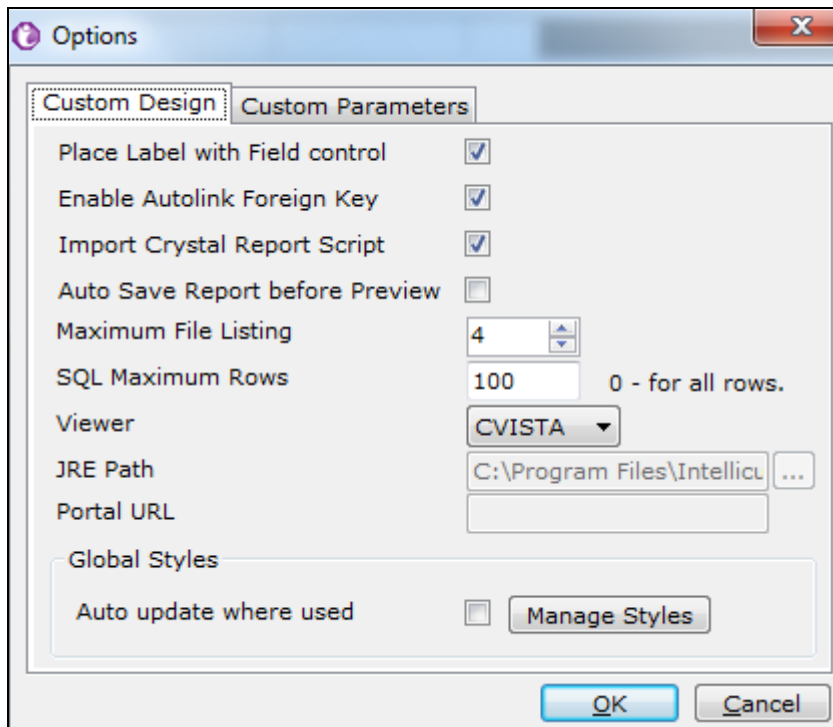 Options
Custom Design Custom Parameters
Place Label with Field control
Enable Autolink Foreign Key
Import Crystal Report Script
Auto Save Report before Preview
Maximum File Listing 4
SQL Maximum Rows 100 0 - for all rows.
Viewer CVISTA
JRE Path C:\Program Files\Intellicu ...
Portal URL
Global Styles
Auto update where used Manage Styles
OK Cancel